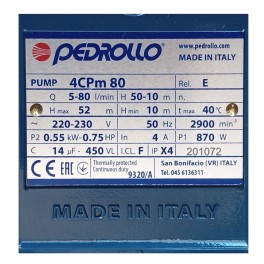 PEDROLLO www.pedrollo.com
MADE IN ITALY
PUMP 4CPm 80 Rel. E
Q 5-80 l/min H 50-10 m
H max 52 m H min 10 m t max 40°C
~ 220-230 V 50 Hz 2900 min⁻¹
P2 0.55 kW-0.75 HP In 4 A P1 870 W
C 14 µF - 450 VL I.CL F IP X4 201072
CE EAC Thermally protected San Bonifacio (VR) ITALY
Continuous duty 9320/A Tel. 045 6136311
MADE IN ITALY